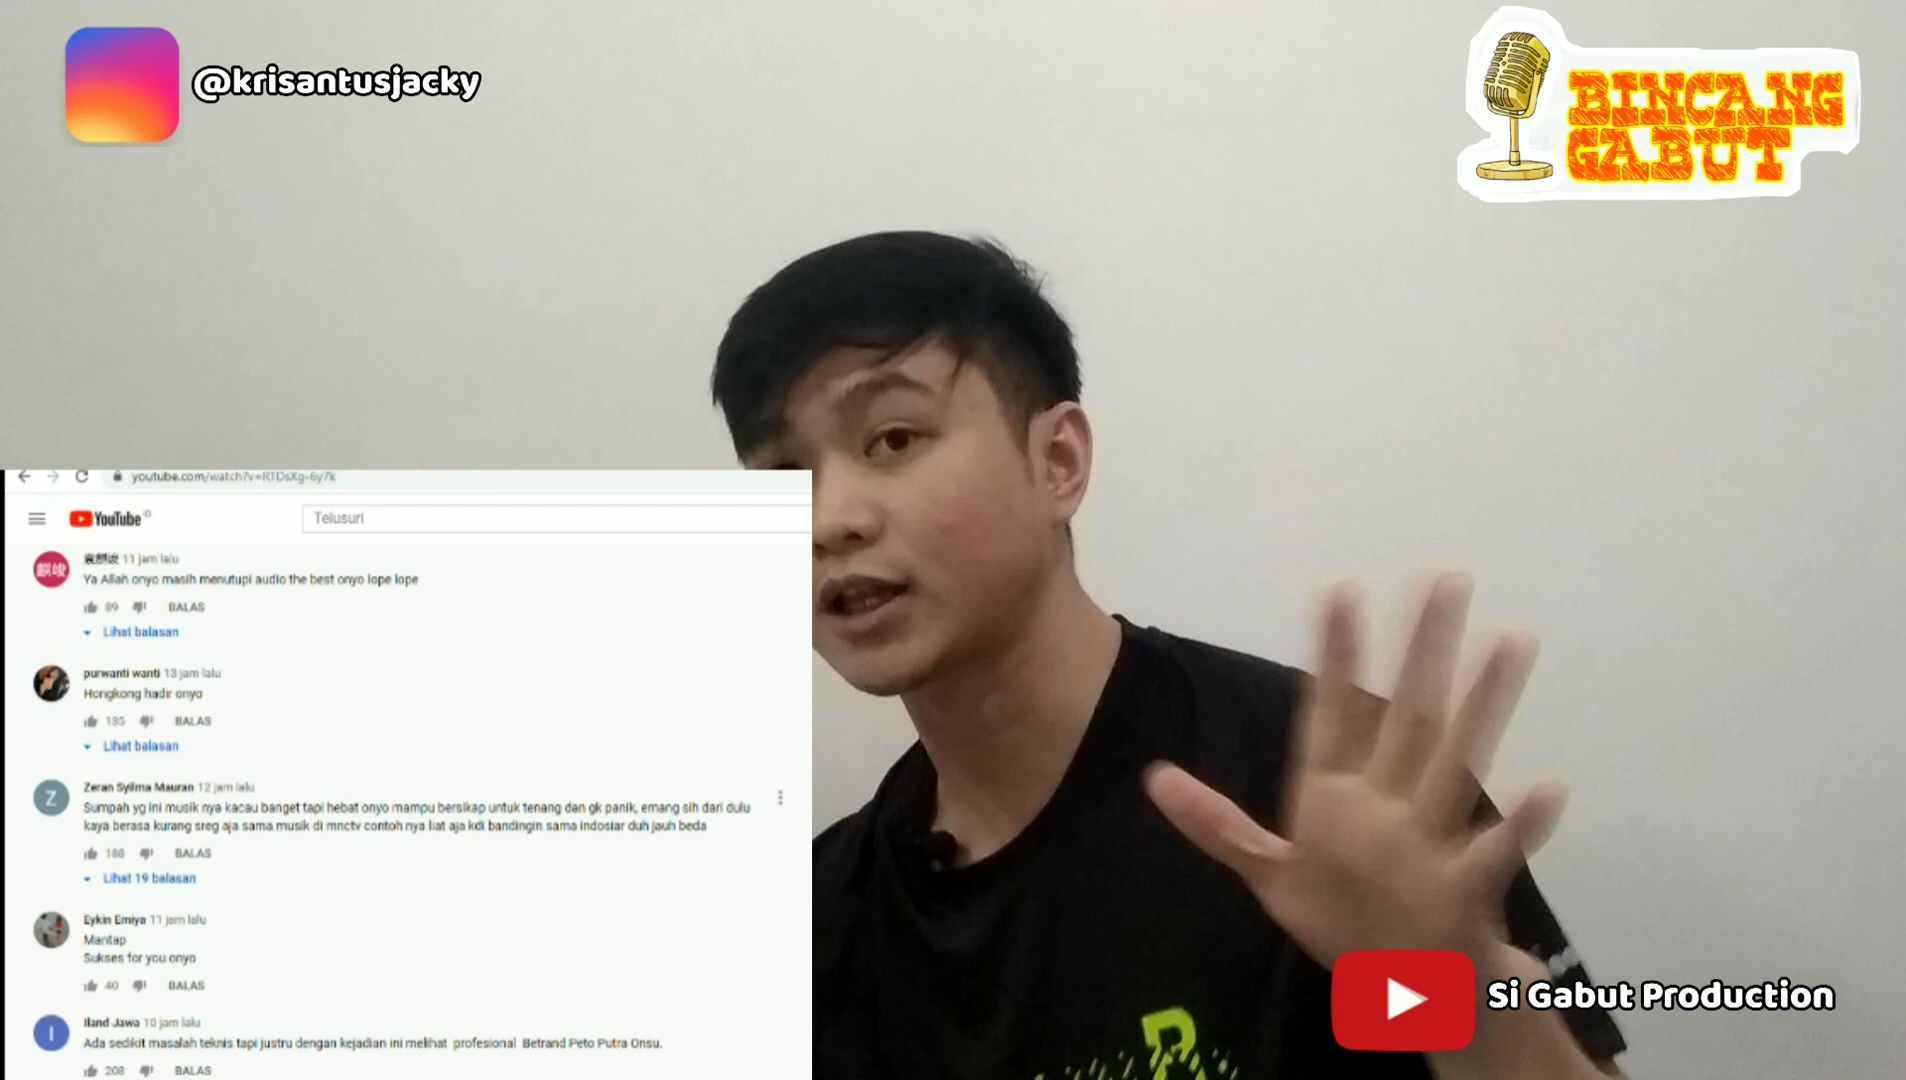 @krisantusjacky
BINCANG
GABUT
youtube.com/watch?v=RTDsXg-6y7k
YouTube ID
Telusuri
11 jam lalu
Ya Allah onyo masih menutupi audio the best onyo lope lope
89 BALAS
Lihat balasan
purwanti wanti 13 jam lalu
Hongkong hadir onyo
135 BALAS
Lihat balasan
Z
Zeran Syilma Mauran 12 jam lalu
Sumpah yg ini musik nya kacau banget tapi hebat onyo mampu bersikap untuk tenang dan gk panik, emang sih dari dulu
kaya berasa kurang sreg aja sama musik di mnctv contoh nya liat aja kdi bandingin sama indosiar duh jauh beda
188 BALAS
Lihat 19 balasan
Eykin Emiya 11 jam lalu
Mantap
Sukses for you onyo
40 BALAS
I
Iland Jawa 10 jam lalu
Ada sedikit masalah teknis tapi justru dengan kejadian ini melihat profesional Betrand Peto Putra Onsu.
208 BALAS
Si Gabut Production